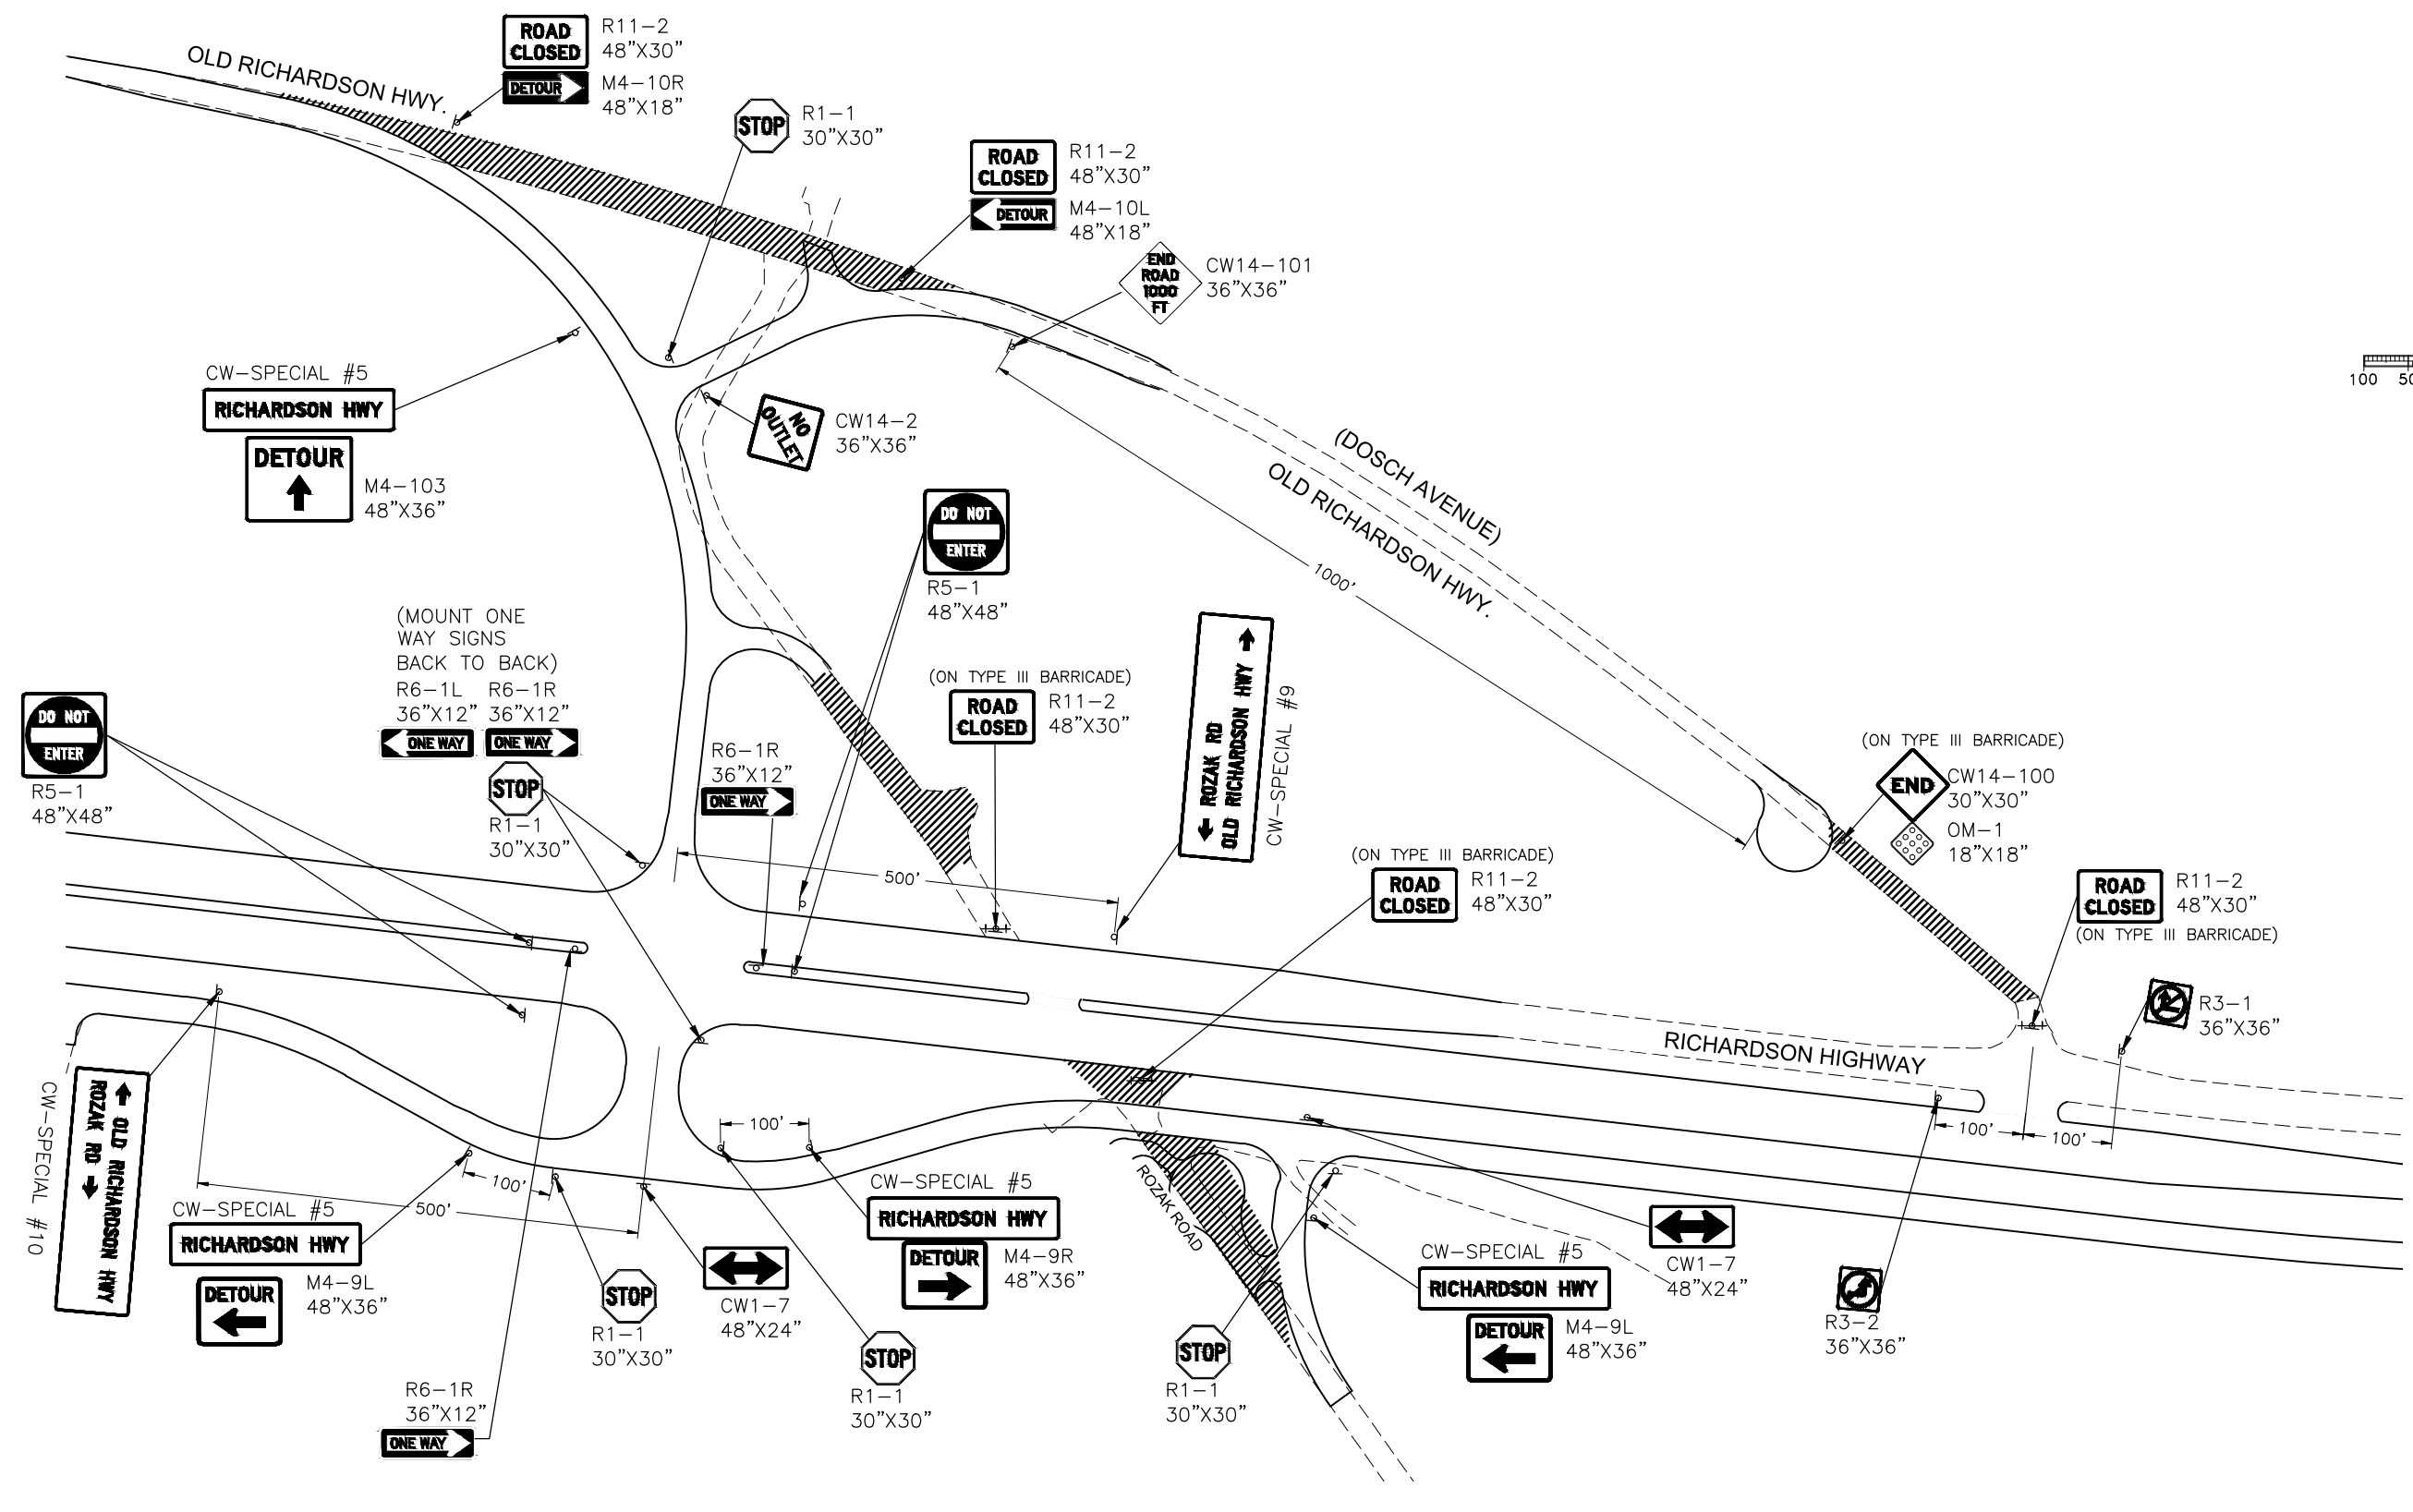 ROAD
CLOSED
R11-2
48"X30"
DETOUR
M4-10R
48"X18"
OLD RICHARDSON HWY.
STOP
R1-1
30"X30"
ROAD
CLOSED
R11-2
48"X30"
DETOUR
M4-10L
48"X18"
END
ROAD
1000
FT
CW14-101
36"X36"
100
CW-SPECIAL #5
RICHARDSON HWY
DETOUR
M4-103
48"X36"
NO
OUTLET
CW14-2
36"X36"
(DOSCH AVENUE)
OLD RICHARDSON HWY.
1000'
DO NOT
ENTER
R5-1
48"X48"
(MOUNT ONE
WAY SIGNS
BACK TO BACK)
R6-1L R6-1R
36"X12" 36"X12"
ONE WAY ONE WAY
STOP
R1-1
30"X30"
DO NOT
ENTER
R5-1
48"X48"
R6-1R
36"X12"
ONE WAY
(ON TYPE III BARRICADE)
ROAD
CLOSED
R11-2
48"X30"
ROZAK RD
OLD RICHARDSON HWY
CW-SPECIAL #9
500'
(ON TYPE III BARRICADE)
END
CW14-100
30"X30"
OM-1
18"X18"
(ON TYPE III BARRICADE)
ROAD
CLOSED
R11-2
48"X30"
ROAD
CLOSED
R11-2
48"X30"
(ON TYPE III BARRICADE)
R3-1
36"X36"
RICHARDSON HIGHWAY
100'
100'
100'
OLD RICHARDSON HWY
ROZAK RD
CW-SPECIAL #10
100'
500'
CW-SPECIAL #5
RICHARDSON HWY
DETOUR
M4-9L
48"X36"
STOP
R1-1
30"X30"
CW1-7
48"X24"
CW-SPECIAL #5
RICHARDSON HWY
DETOUR
M4-9R
48"X36"
ROZAK ROAD
STOP
R1-1
30"X30"
STOP
R1-1
30"X30"
CW-SPECIAL #5
RICHARDSON HWY
DETOUR
M4-9L
48"X36"
CW1-7
48"X24"
R3-2
36"X36"
R6-1R
36"X12"
ONE WAY